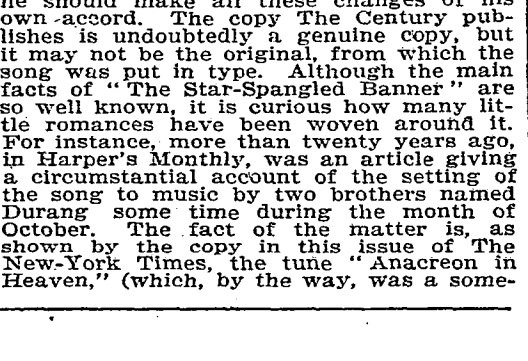 he should make all these changes of his
own accord. The copy The Century pub-
lishes is undoubtedly a genuine copy, but
it may not be the original, from which the
song was put in type. Although the main
facts of " The Star-Spangled Banner " are
so well known, it is curious how many lit-
tle romances have been woven around it.
For instance, more than twenty years ago,
in Harper's Monthly, was an article giving
a circumstantial account of the setting of
the song to music by two brothers named
Durang some time during the month of
October. The fact of the matter is, as
shown by the copy in this issue of The
New-York Times, the tune " Anacreon in
Heaven," (which, by the way, was a some-